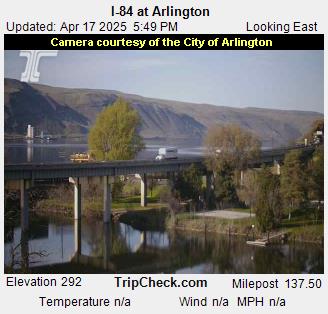 I-84 at Arlington
Updated: Apr 17 2025 5:49 PM Looking East
Camera courtesy of the City of Arlington
Elevation 292 TripCheck.com Milepost 137.50
Temperature n/a Wind n/a MPH n/a